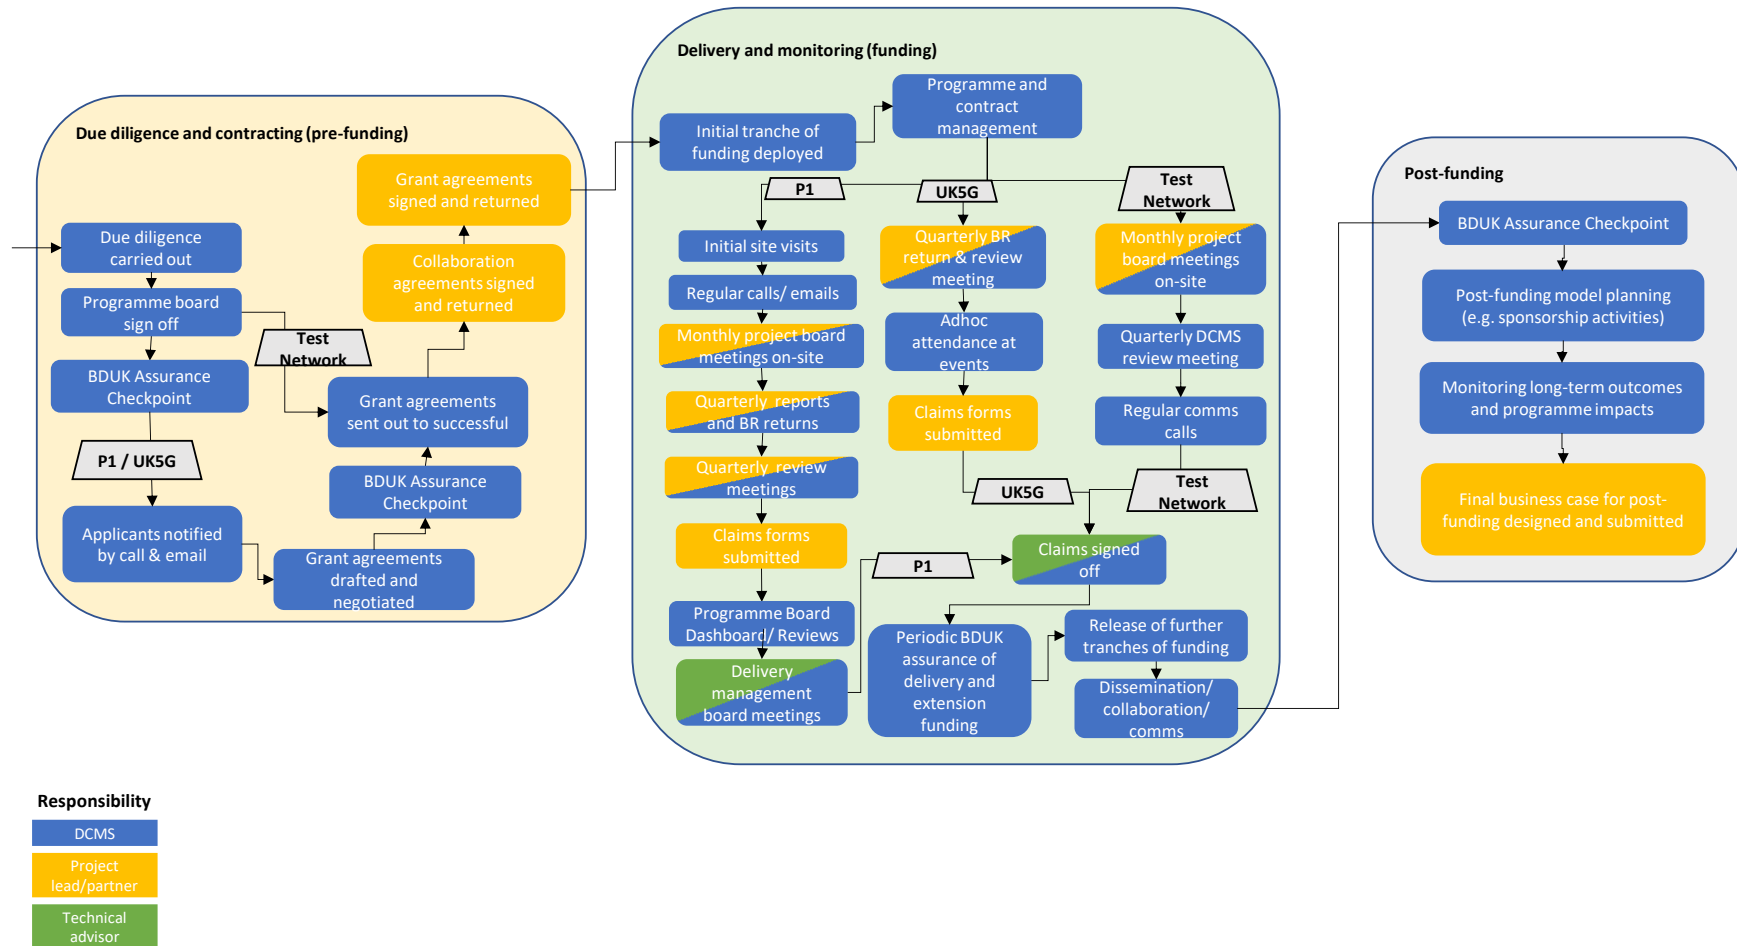 Due diligence and contracting (pre-funding)
Due diligence
carried out
Programme board
sign off
Test
Network
BDUK Assurance
Checkpoint
P1 / UK5G
Applicants notified
by call & email
Grant agreements
drafted and
negotiated
BDUK Assurance
Checkpoint
Grant agreements
sent out to successful
Collaboration
agreements signed
and returned
Grant agreements
signed and returned
Delivery and monitoring (funding)
Initial tranche of
funding deployed
Programme and
contract
management
P1
UK5G
Test
Network
Initial site visits
Regular calls/ emails
Monthly project board
meetings on-site
Quarterly reports
and BR returns
Quarterly review
meetings
Claims forms
submitted
Programme Board
Dashboard/ Reviews
Delivery
management
board meetings
Quarterly BR
return & review
meeting
Adhoc
attendance at
events
Claims forms
submitted
Monthly project
board meetings
on-site
Quarterly DCMS
review meeting
Regular comms
calls
UK5G
Test
Network
P1
Claims signed
off
Periodic BDUK
assurance of
delivery and
extension
funding
Release of further
tranches of funding
Dissemination/
collaboration/
comms
Post-funding
BDUK Assurance Checkpoint
Post-funding model planning
(e.g. sponsorship activities)
Monitoring long-term outcomes
and programme impacts
Final business case for post-
funding designed and submitted
Responsibility
DCMS
Project
lead/partner
Technical
advisor